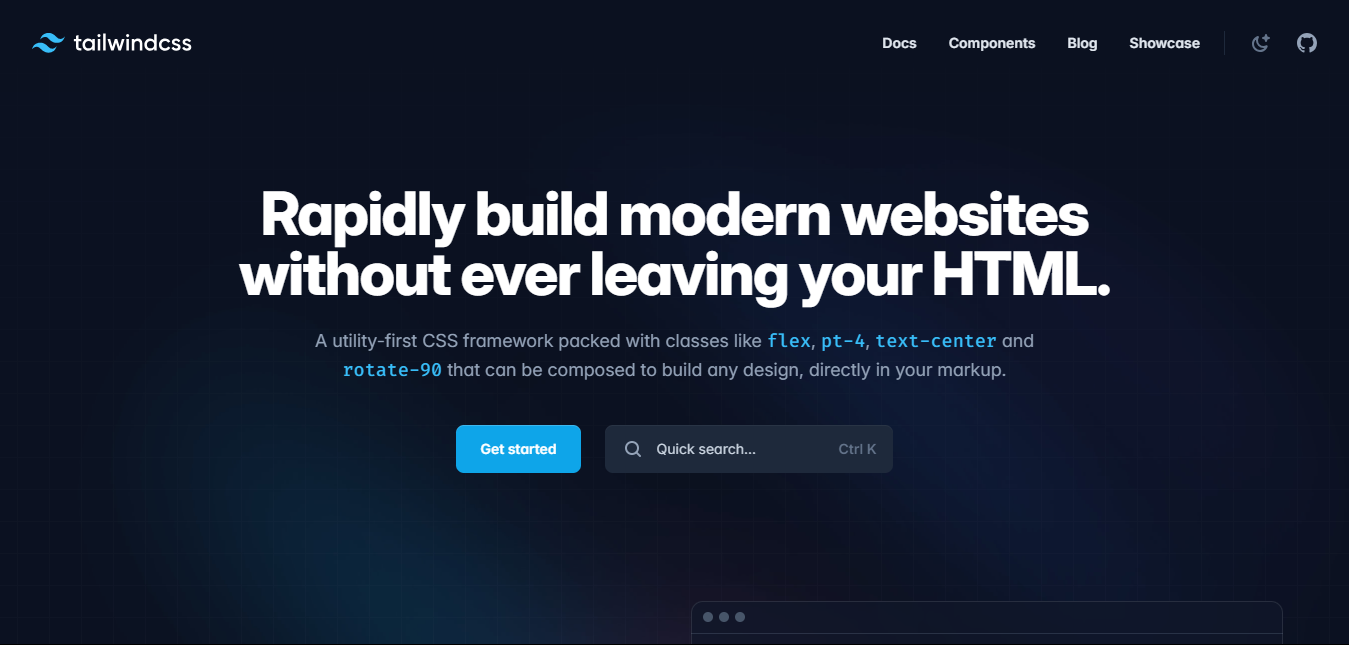 tailwindcss
Docs Components Blog Showcase
Rapidly build modern websites
without ever leaving your HTML.
A utility-first CSS framework packed with classes like flex, pt-4, text-center and
rotate-90 that can be composed to build any design, directly in your markup.
Get started
Quick search... Ctrl K